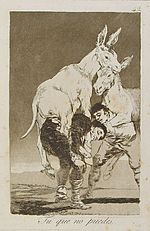 Tu que no puedes.